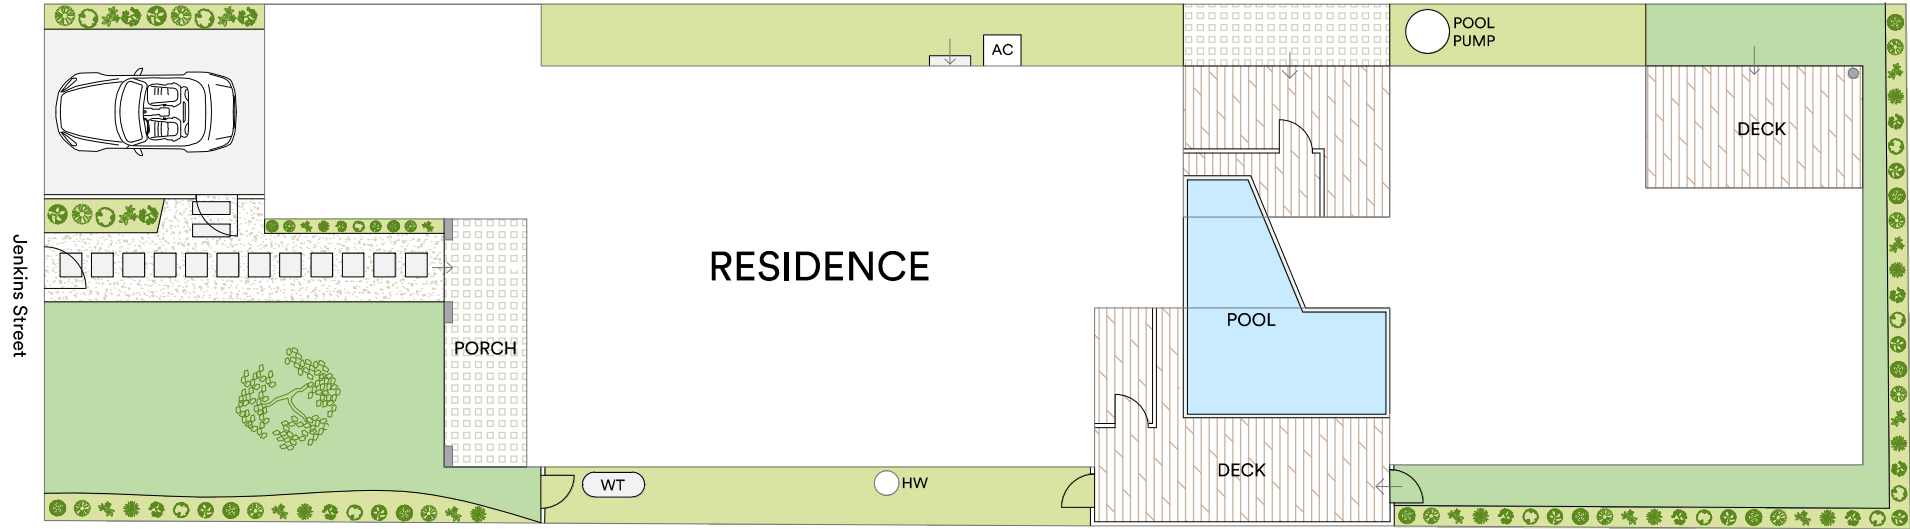 POOL
PUMP
AC
DECK
Jenkins Street
RESIDENCE
POOL
PORCH
DECK
WT
HW